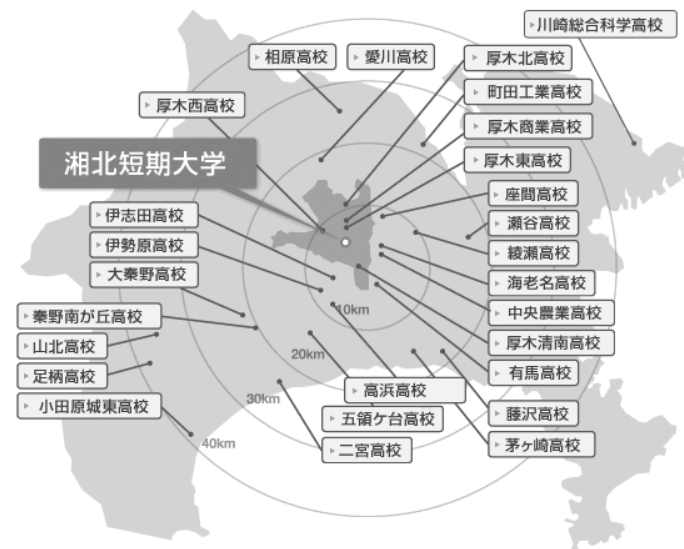 川崎総合科学高校
相原高校
愛川高校
厚木北高校
町田工業高校
厚木西高校
厚木商業高校
厚木東高校
湘北短期大学
座間高校
伊志田高校
瀬谷高校
伊勢原高校
綾瀬高校
大秦野高校
海老名高校
秦野南が丘高校
10km
中央農業高校
山北高校
厚木清南高校
20km
足柄高校
有馬高校
高浜高校
30km
小田原城東高校
五領ケ台高校
藤沢高校
40km
二宮高校
茅ヶ崎高校